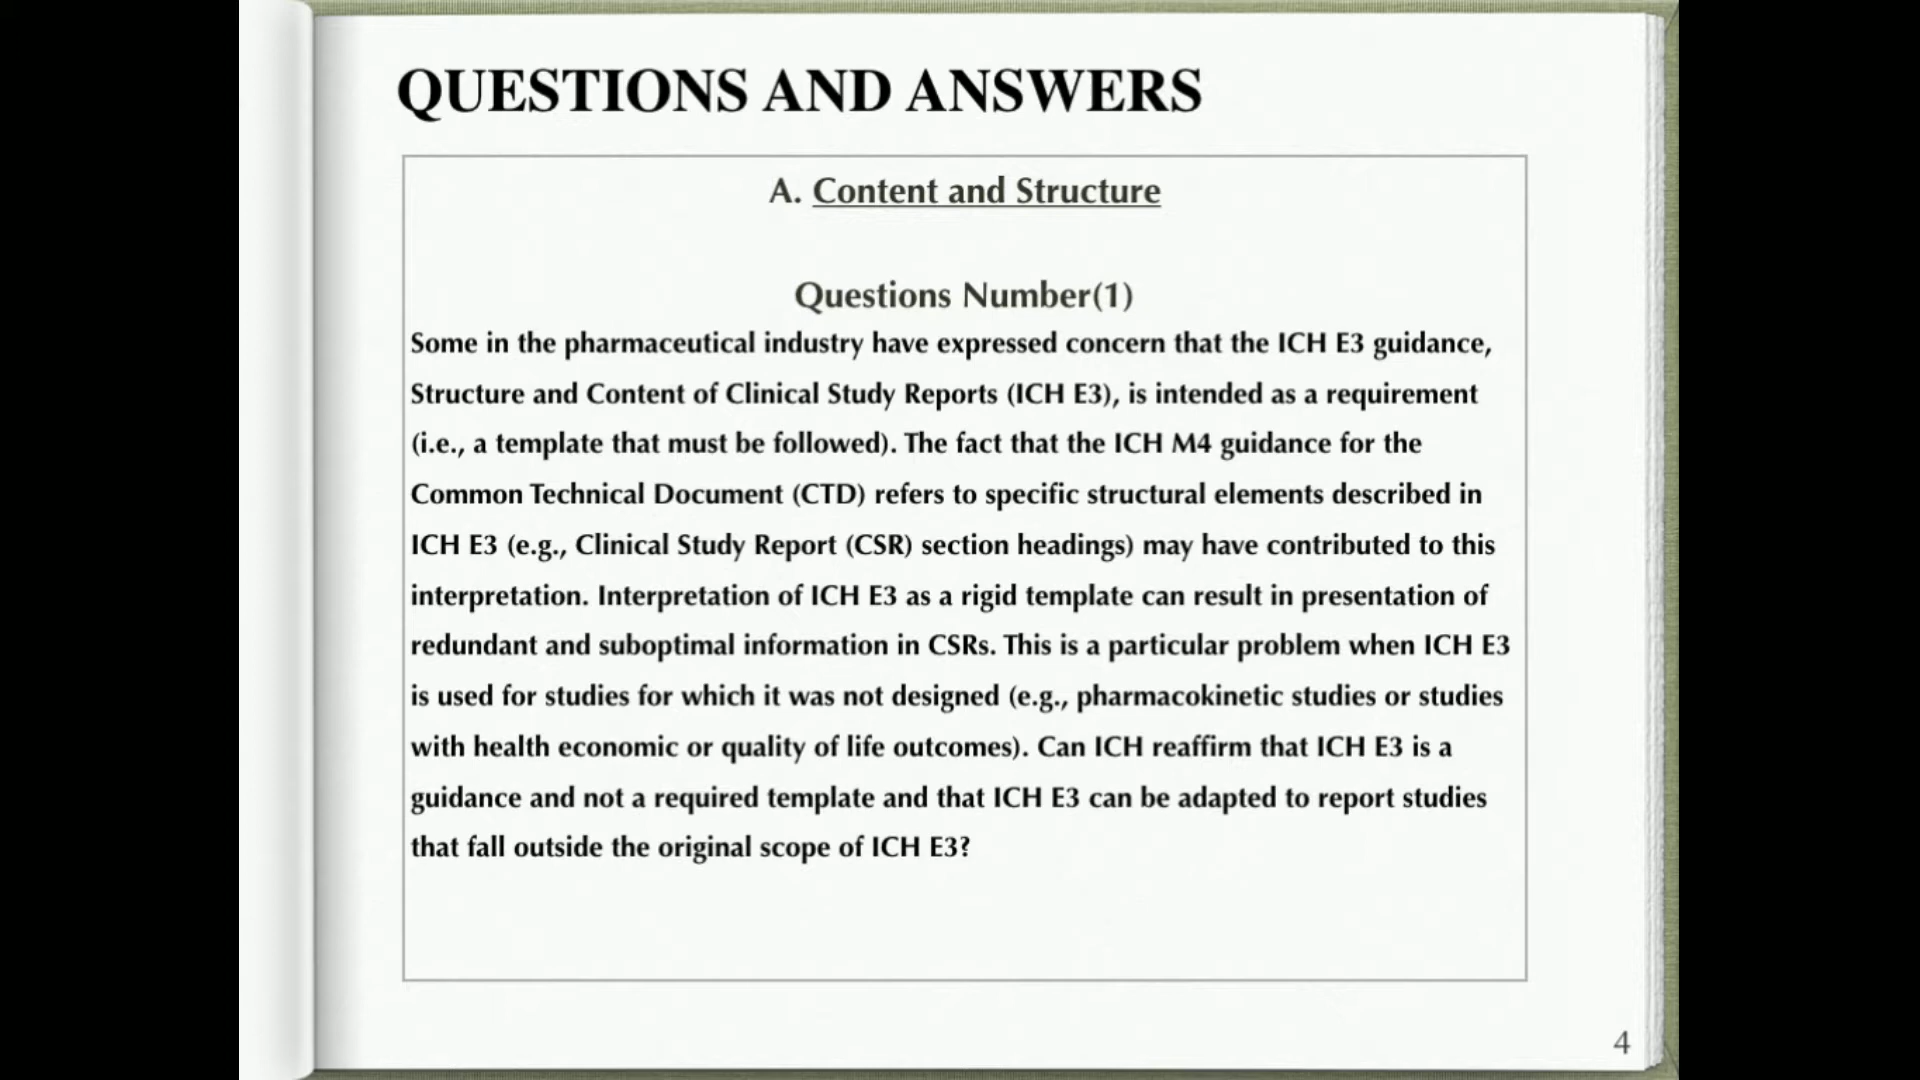 QUESTIONS AND ANSWERS
A. Content and Structure
Questions Number(1)
Some in the pharmaceutical industry have expressed concern that the ICH E3 guidance,
Structure and Content of Clinical Study Reports (ICH E3), is intended as a requirement
(i.e., a template that must be followed). The fact that the ICH M4 guidance for the
Common Technical Document (CTD) refers to specific structural elements described in
ICH E3 (e.g., Clinical Study Report (CSR) section headings) may have contributed to this
interpretation. Interpretation of ICH E3 as a rigid template can result in presentation of
redundant and suboptimal information in CSRs. This is a particular problem when ICH E3
is used for studies for which it was not designed (e.g., pharmacokinetic studies or studies
with health economic or quality of life outcomes). Can ICH reaffirm that ICH E3 is a
guidance and not a required template and that ICH E3 can be adapted to report studies
that fall outside the original scope of ICH E3?
4